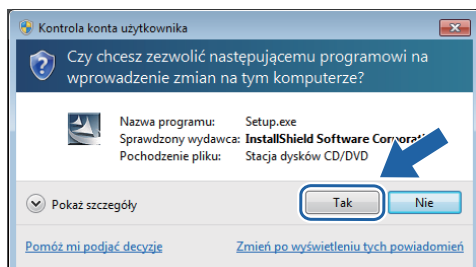 Kontrola konta użytkownika
Czy chcesz zezwolić następującemu programowi na
wprowadzenie zmian na tym komputerze?
Nazwa programu: Setup.exe
Sprawdzony wydawca: InstallShield Software
Pochodzenie pliku: Stacja dysków CD/DVD
Pokaż szczegóły
Tak
Nie
Pomóż mi podjąć decyzję
Zmień po wyświetleniu tych powiadomień